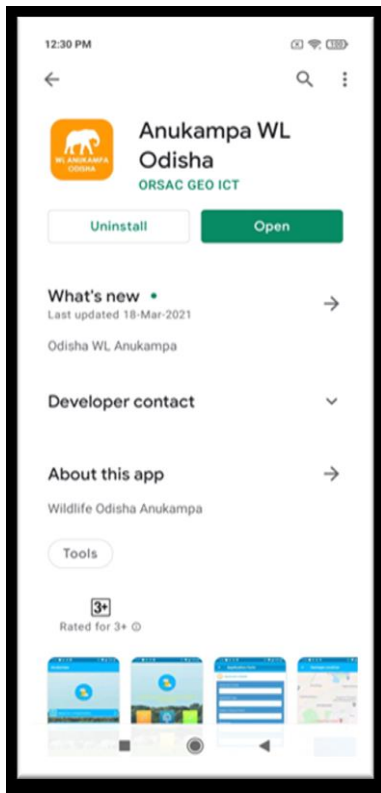 12:30 PM
100
Anukampa WL
Odisha
WL ANUKAMPA
ODISHA
ORSAC GEO ICT
Uninstall
Open
What's new
Last updated 18-Mar-2021
Odisha WL Anukampa
Developer contact
About this app
Wildlife Odisha Anukampa
Tools
3+
Rated for 3+